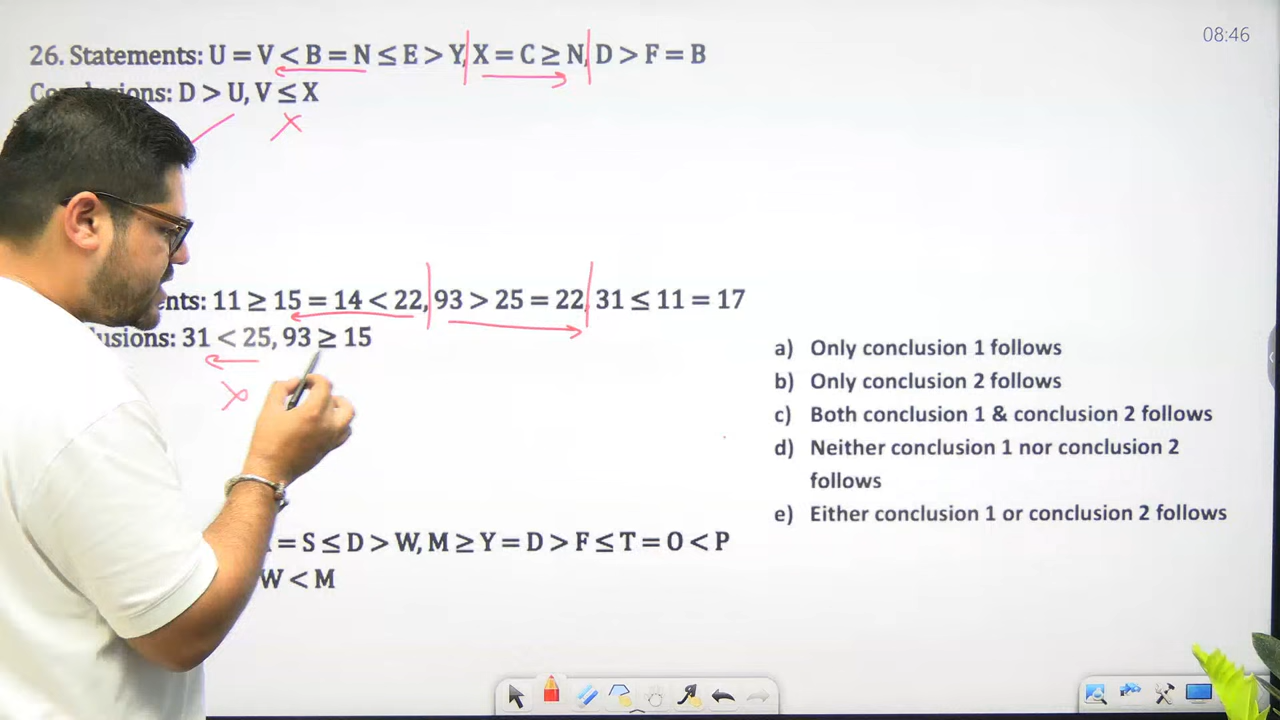 08:46
26. Statements: U = V < B = N ≤ E > Y, X = C ≥ N, D > F = B
Conclusions: D > U, V ≤ X
11 ≥ 15 = 14 < 22, 93 > 25 = 22, 31 ≤ 11 = 17
31 < 25, 93 ≥ 15
a) Only conclusion 1 follows
b) Only conclusion 2 follows
c) Both conclusion 1 & conclusion 2 follows
d) Neither conclusion 1 nor conclusion 2
follows
e) Either conclusion 1 or conclusion 2 follows
= S ≤ D > W, M ≥ Y = D > F ≤ T = O < P
W < M